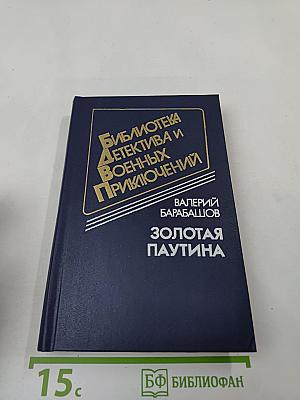 Библиотека
Детектива и
Военных
Приключений
ВАЛЕРИЙ
БАРАБАШОВ
ЗОЛОТАЯ
ПАУТИНА
15с
БФ БИБЛИОФАН